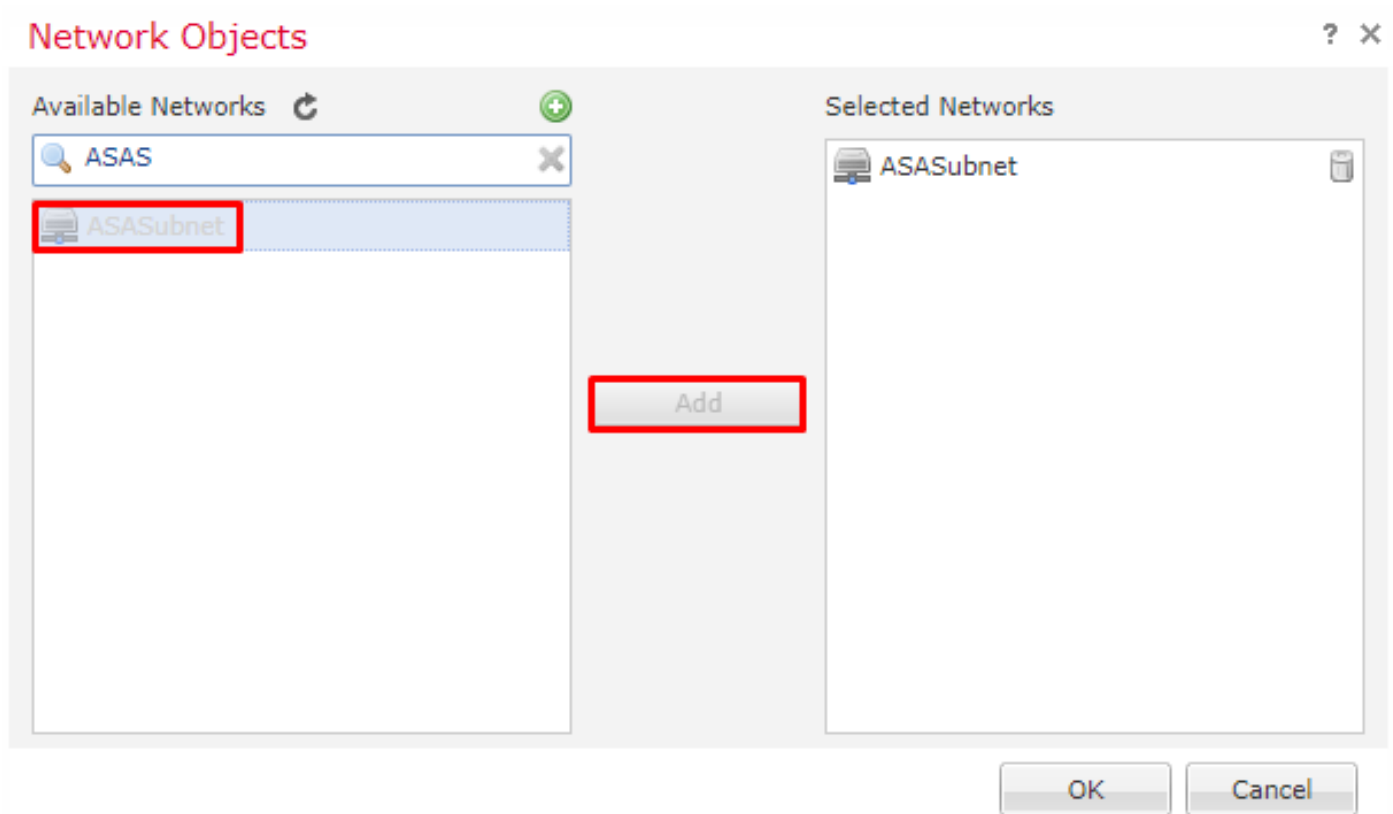 Network Objects ? ×
Available Networks
Selected Networks
ASAS
ASASubnet
ASASubnet
Add
OK
Cancel